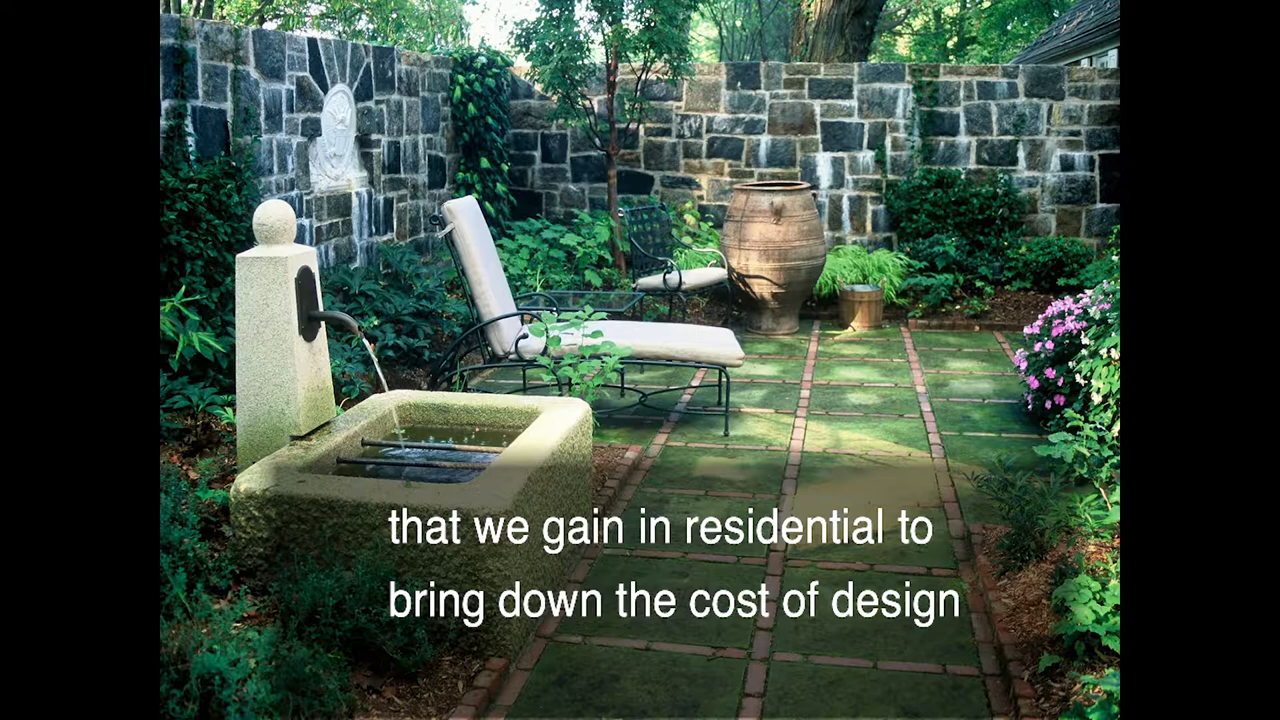 that we gain in residential to
bring down the cost of design